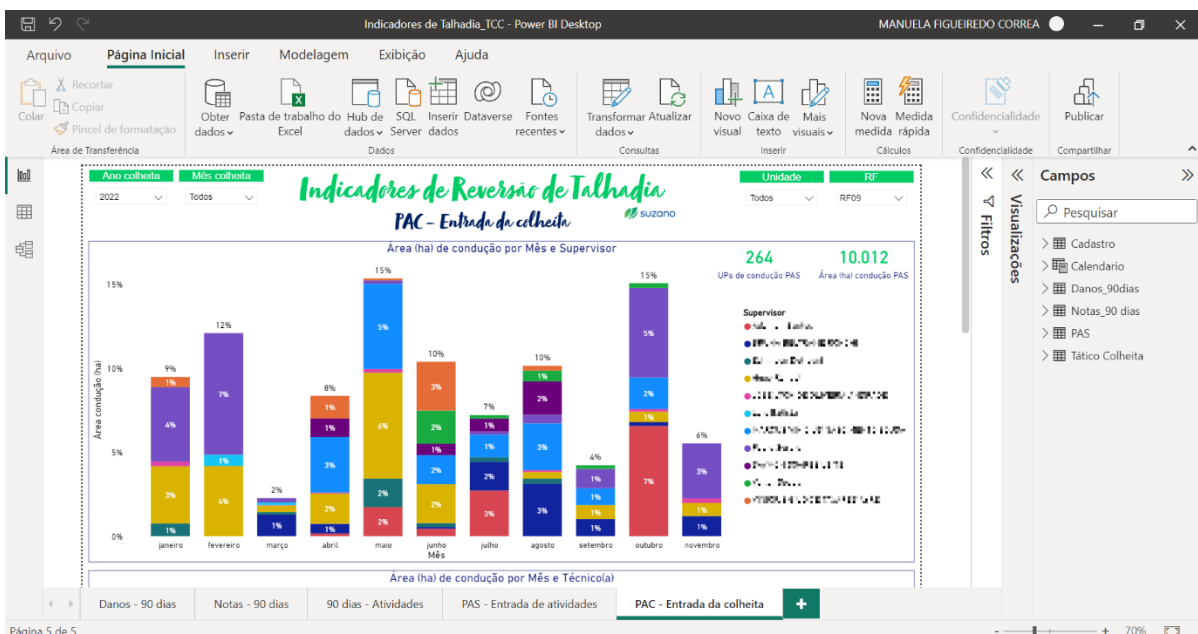 Indicadores de Talhadia_TCC - Power BI Desktop
MANUELA FIGUEIREDO CORREA
Arquivo Página Inicial Inserir Modelagem Exibição Ajuda
Colar
Recortar
Copiar
Pincel de formatação
Área de Transferência
Obter dados
Pasta de trabalho do Excel
Hub de dados
SQL Server
Inserir dados
Dataverse
Fontes recentes
Dados
Transformar dados
Atualizar
Consultas
Novo visual
Caixa de texto
Mais visuais
Inserir
Nova medida
Medida rápida
Cálculos
Confidencialidade
Confidencialidade
Publicar
Compartilhar
Ano colheita
2022
Mês colheita
Todos
Indicadores de Reversão de Talhadia
PAC - Entrada da colheita
suzano
Unidade
Todos
RF
RF09
Área (ha) de condução por Mês e Supervisor
264
UPs de condução PAS
10.012
Área (ha) condução PAS
Supervisor
Área condução (ha)
15%
10%
5%
0%
9%
1%
4%
3%
1%
12%
7%
1%
4%
2%
1%
8%
1%
1%
3%
2%
1%
15%
5%
6%
2%
2%
10%
3%
2%
1%
2%
2%
7%
1%
1%
2%
3%
10%
1%
2%
3%
3%
4%
1%
1%
1%
1%
15%
5%
2%
1%
7%
6%
3%
1%
1%
janeiro fevereiro março abril maio junho julho agosto setembro outubro novembro
Mês
Área (ha) de condução por Mês e Técnico(a)
Filtros
Visualizações
Campos
Pesquisar
Cadastro
Calendario
Danos_90dias
Notas_90 dias
PAS
Tático Colheita
Danos - 90 dias Notas - 90 dias 90 dias - Atividades PAS - Entrada de atividades PAC - Entrada da colheita
Página 5 de 5
70%